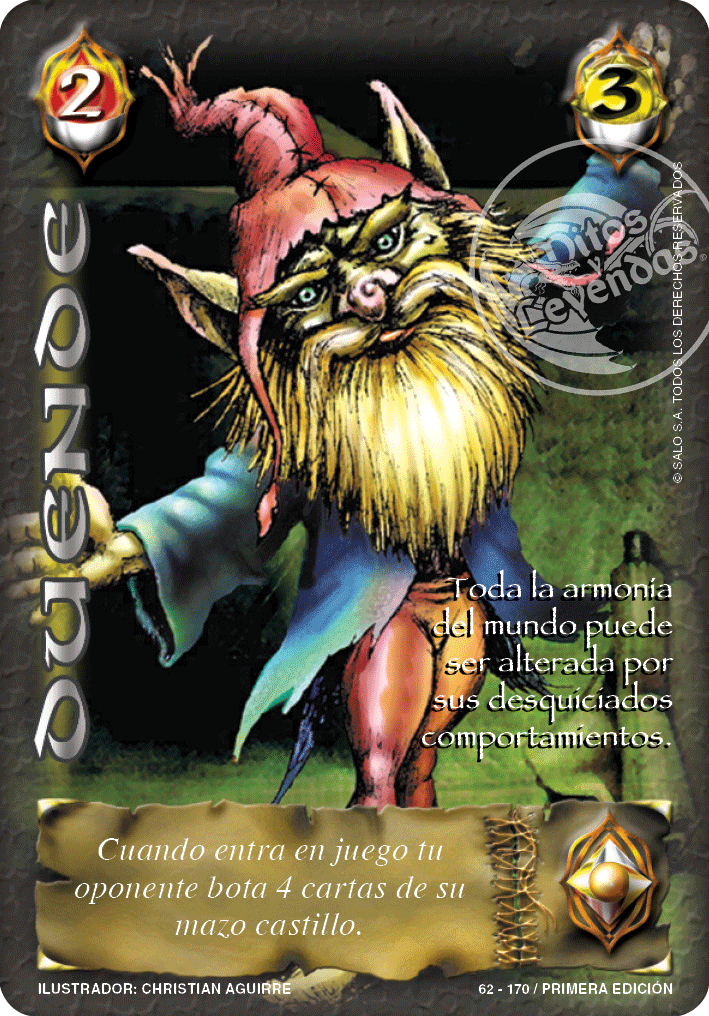 2
3
Duende
Mitos
y
Leyendas
© SALO S.A. TODOS LOS DERECHOS RESERVADOS
Toda la armonía
del mundo puede
ser alterada por
sus desquiciados
comportamientos.
Cuando entra en juego tu
oponente bota 4 cartas de su
mazo castillo.
ILUSTRADOR: CHRISTIAN AGUIRRE
62 - 170 / PRIMERA EDICIÓN